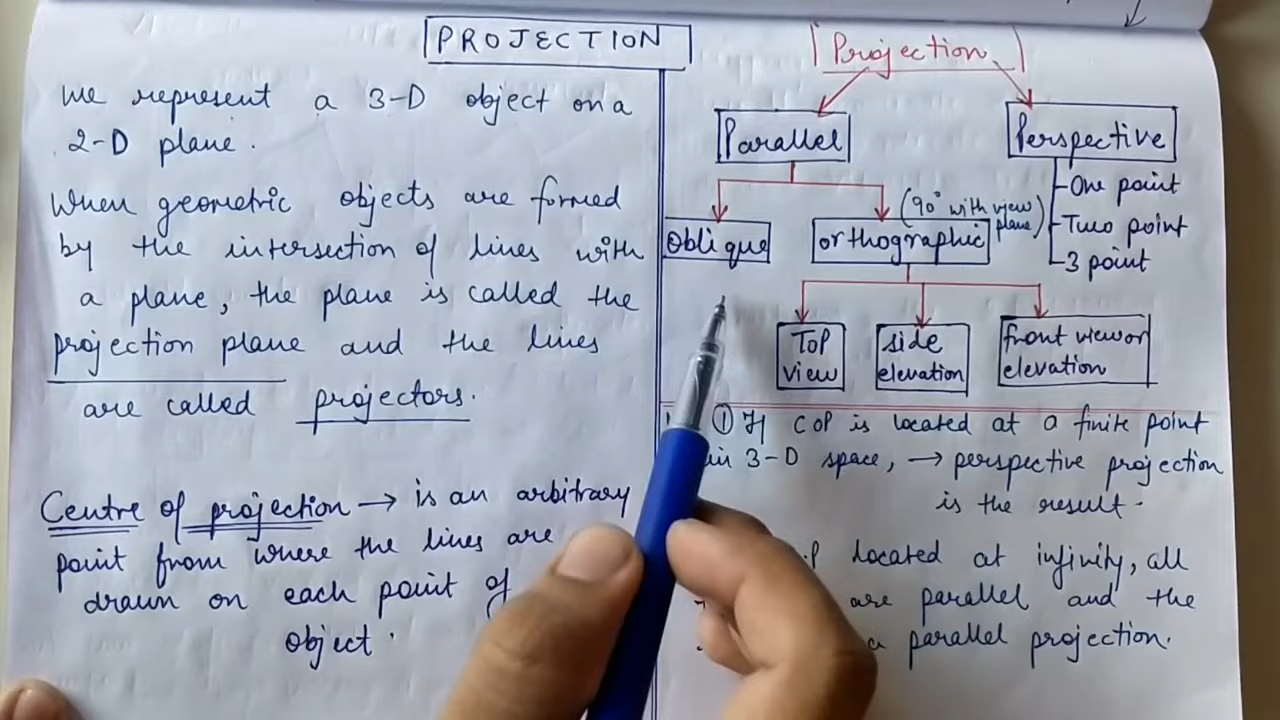 PROJECTION
We represent a 3-D object on a
2-D plane.
When geometric objects are formed
by the intersection of lines with
a plane, the plane is called the
projection plane and the lines
are called projectors.
Centre of projection → is an arbitrary
point from where the lines are
drawn on each point of
object.
Projection
Parallel
Perspective
One point
Two point
3 point
Oblique
orthographic
(90° with view
plane)
Top
view
side
elevation
front view or
elevation
① If COP is located at a finite point
in 3-D space, → perspective projection
is the result.
located at infinity, all
are parallel and the
a parallel projection.